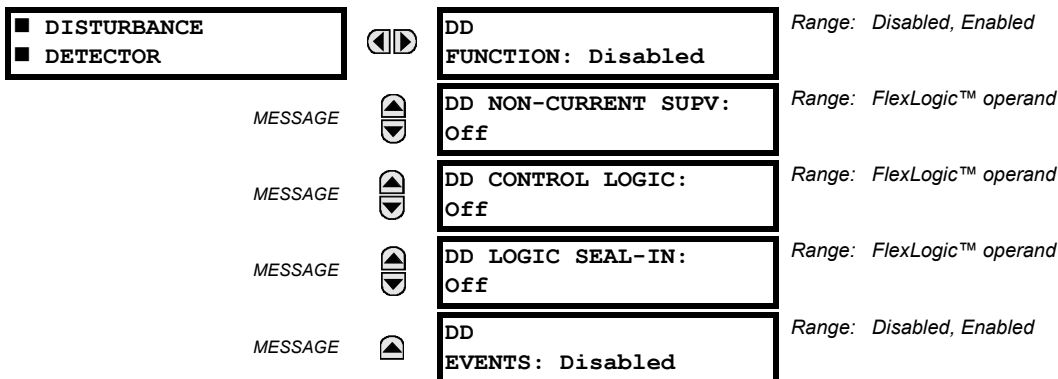 ■ DISTURBANCE
■ DETECTOR
DD
FUNCTION: Disabled
Range: Disabled, Enabled
MESSAGE
DD NON-CURRENT SUPV:
Off
Range: FlexLogic™ operand
MESSAGE
DD CONTROL LOGIC:
Off
Range: FlexLogic™ operand
MESSAGE
DD LOGIC SEAL-IN:
Off
Range: FlexLogic™ operand
MESSAGE
DD
EVENTS: Disabled
Range: Disabled, Enabled